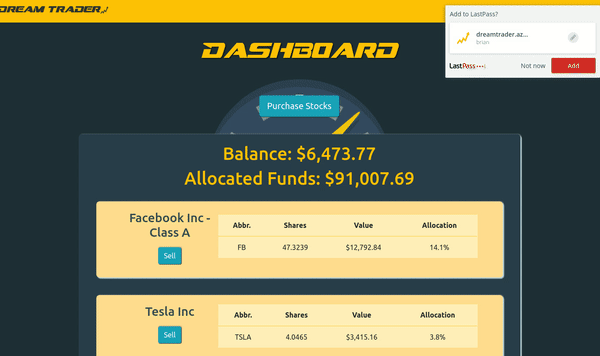 DREAM TRADER
Add to LastPass?
dreamtrader.az...
brian
LastPass
Not now
Add
DASHBOARD
Purchase Stocks
Balance: $6,473.77
Allocated Funds: $91,007.69
Facebook Inc -
Class A
Sell
Abbr. Shares Value Allocation
FB 47.3239 $12,792.84 14.1%
Tesla Inc
Sell
Abbr. Shares Value Allocation
TSLA 4.0465 $3,415.16 3.8%